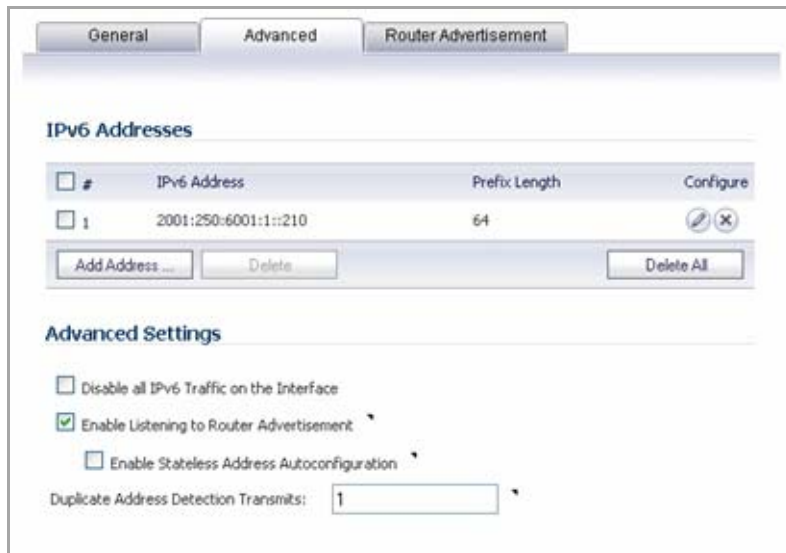 General Advanced Router Advertisement
IPv6 Addresses
# IPv6 Address Prefix Length Configure
1 2001:250:6001:1::210 64
Add Address ... Delete Delete All
Advanced Settings
Disable all IPv6 Traffic on the Interface
Enable Listening to Router Advertisement
Enable Stateless Address Autoconfiguration
Duplicate Address Detection Transmits: 1